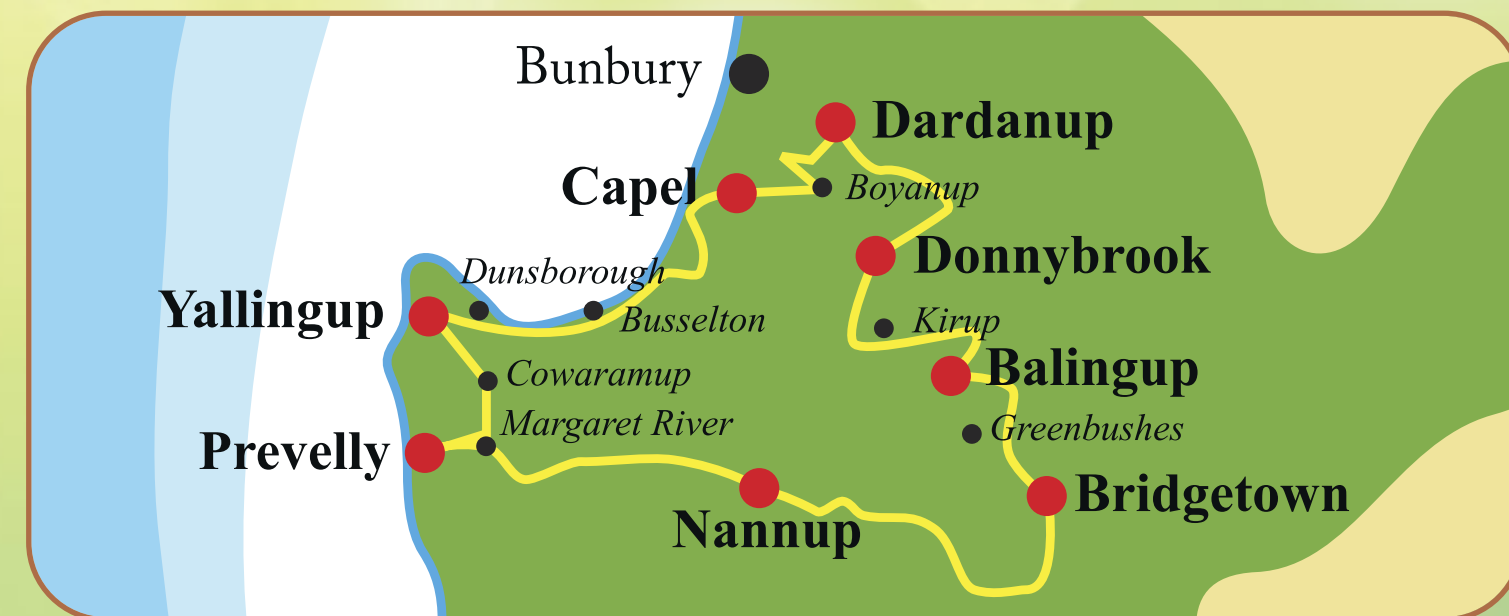 Bunbury
Dardanup
Capel
Boyanup
Donnybrook
Dunsborough
Yallingup
Busselton
Kirup
Cowaramup
Balingup
Margaret River
Greenbushes
Prevelly
Bridgetown
Nannup